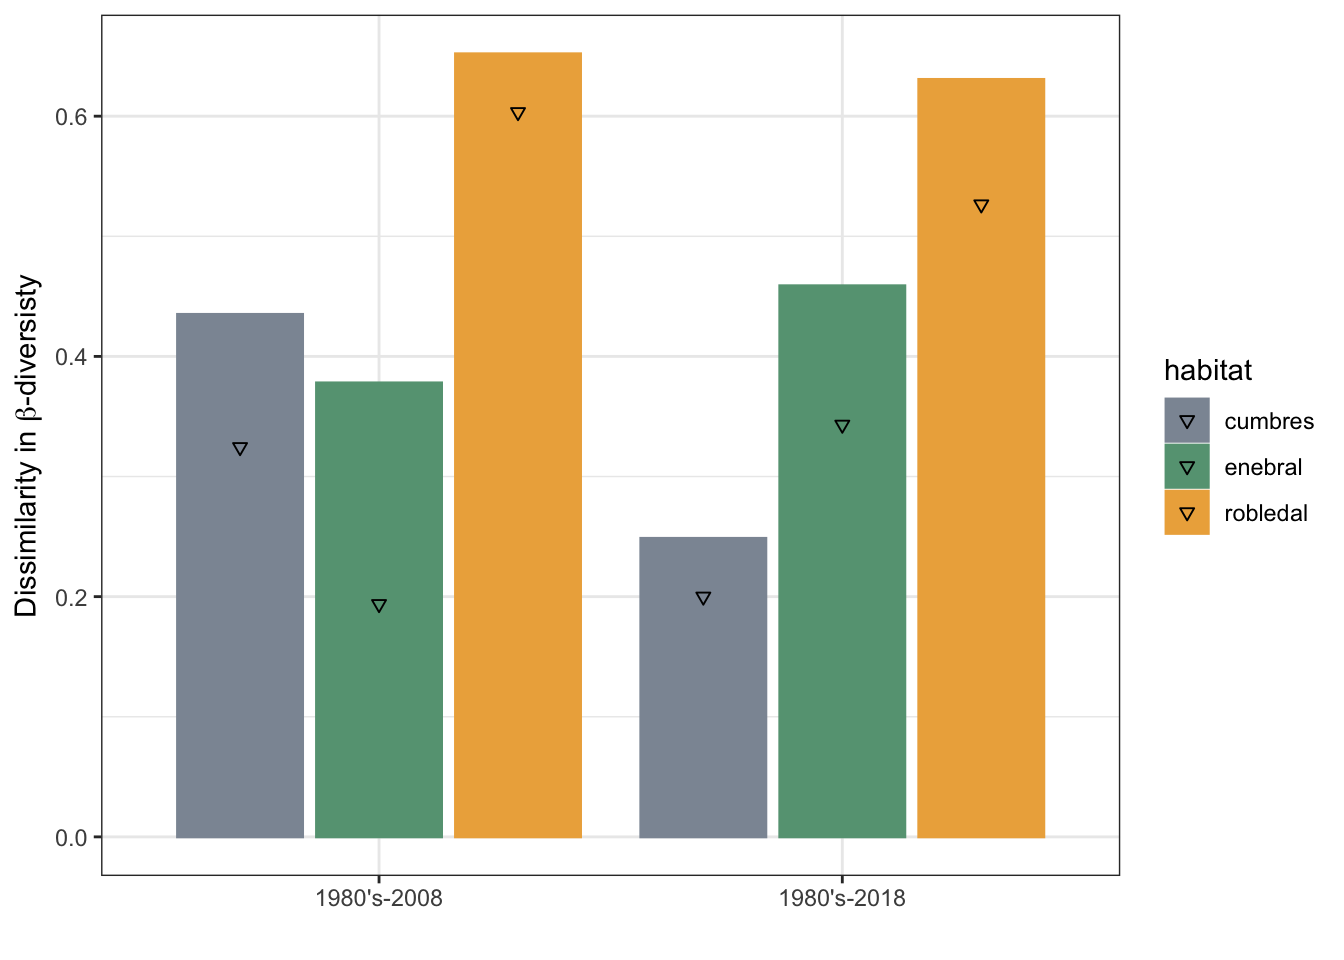 Dissimilarity in β-diversisty
0.6
0.4
0.2
0.0
1980's-2008
1980's-2018
habitat
cumbres
enebral
robledal